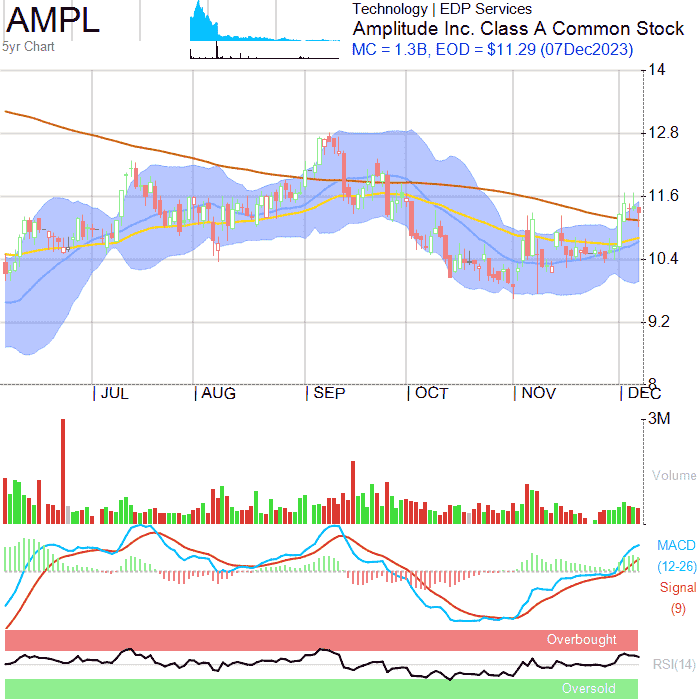 AMPL
5yr Chart
Technology | EDP Services
Amplitude Inc. Class A Common Stock
MC = 1.3B, EOD = $11.29 (07Dec2023)
14
12.8
11.6
10.4
9.2
8
JUL AUG SEP OCT NOV DEC
3M
Volume
MACD
(12-26)
Signal
(9)
Overbought
RSI(14)
Oversold